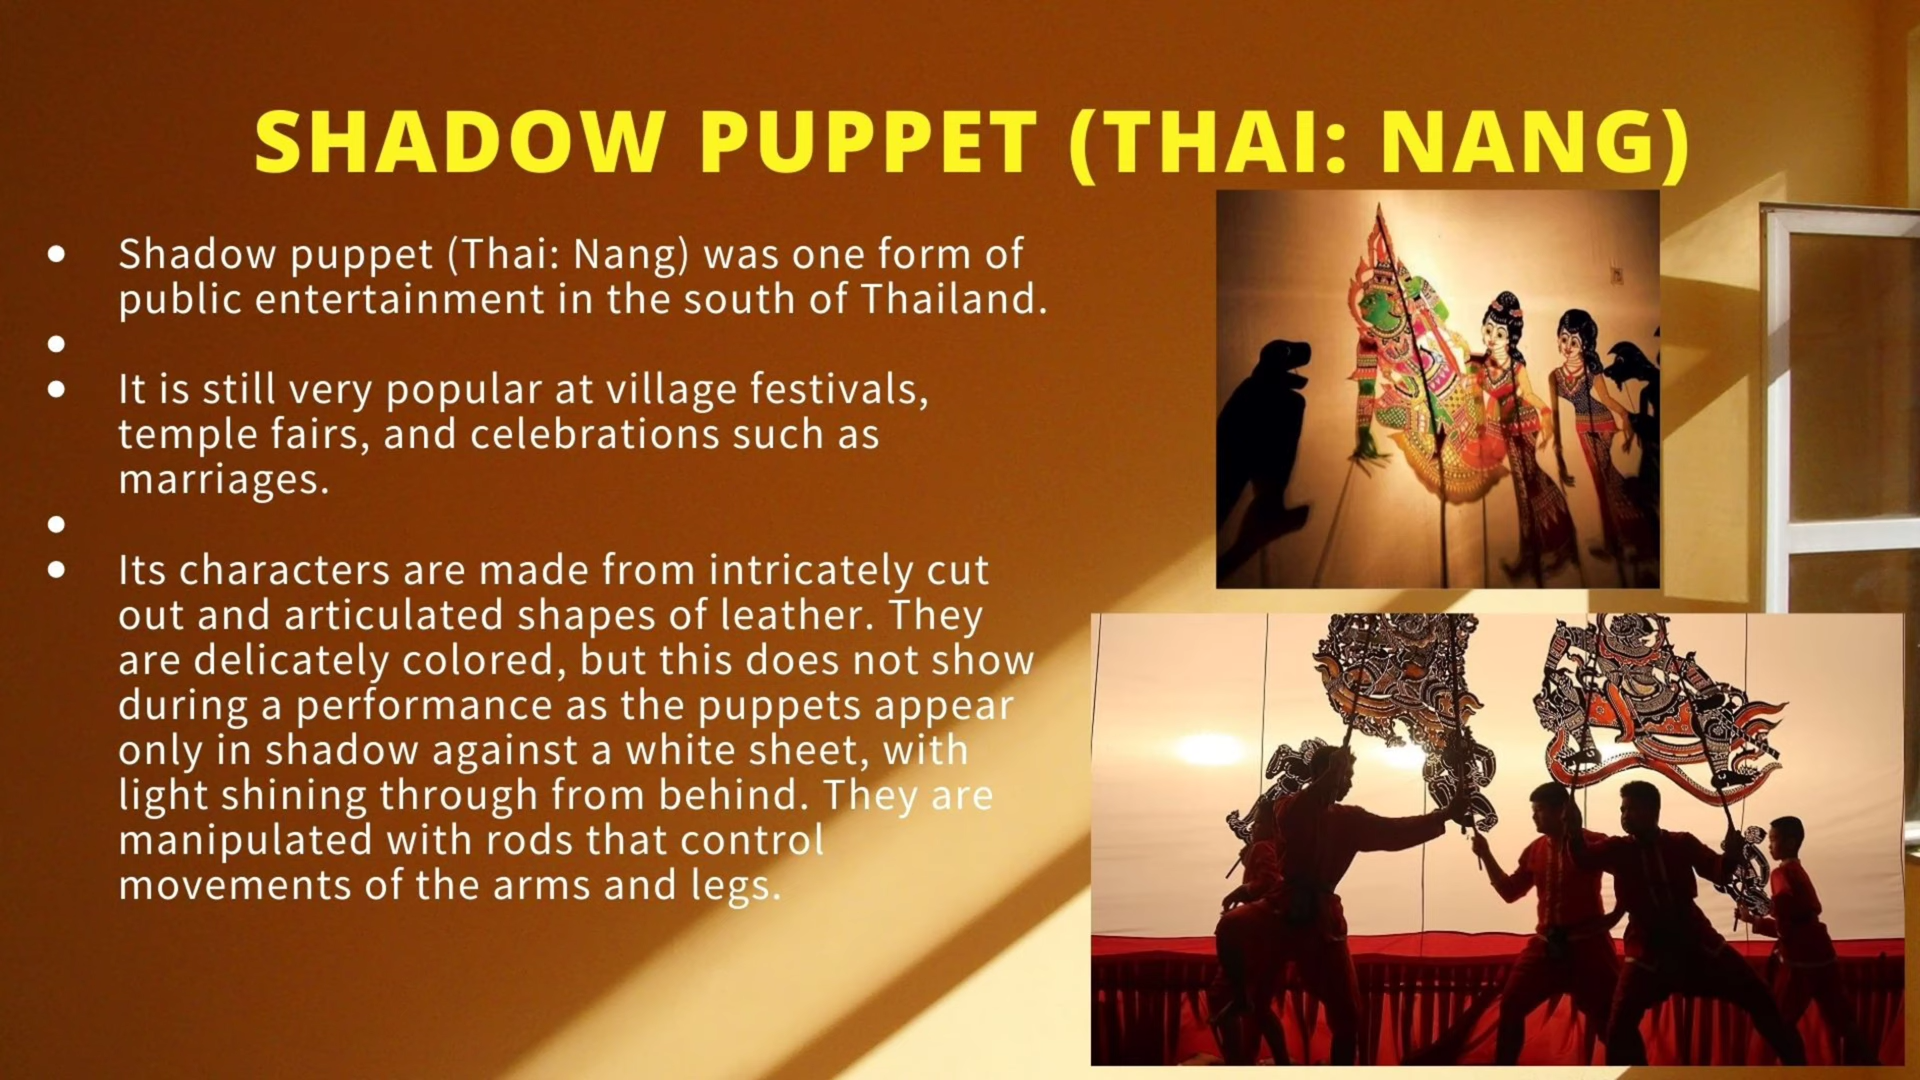 SHADOW PUPPET (THAI: NANG)
• Shadow puppet (Thai: Nang) was one form of
public entertainment in the south of Thailand.
•
• It is still very popular at village festivals,
temple fairs, and celebrations such as
marriages.
•
• Its characters are made from intricately cut
out and articulated shapes of leather. They
are delicately colored, but this does not show
during a performance as the puppets appear
only in shadow against a white sheet, with
light shining through from behind. They are
manipulated with rods that control
movements of the arms and legs.